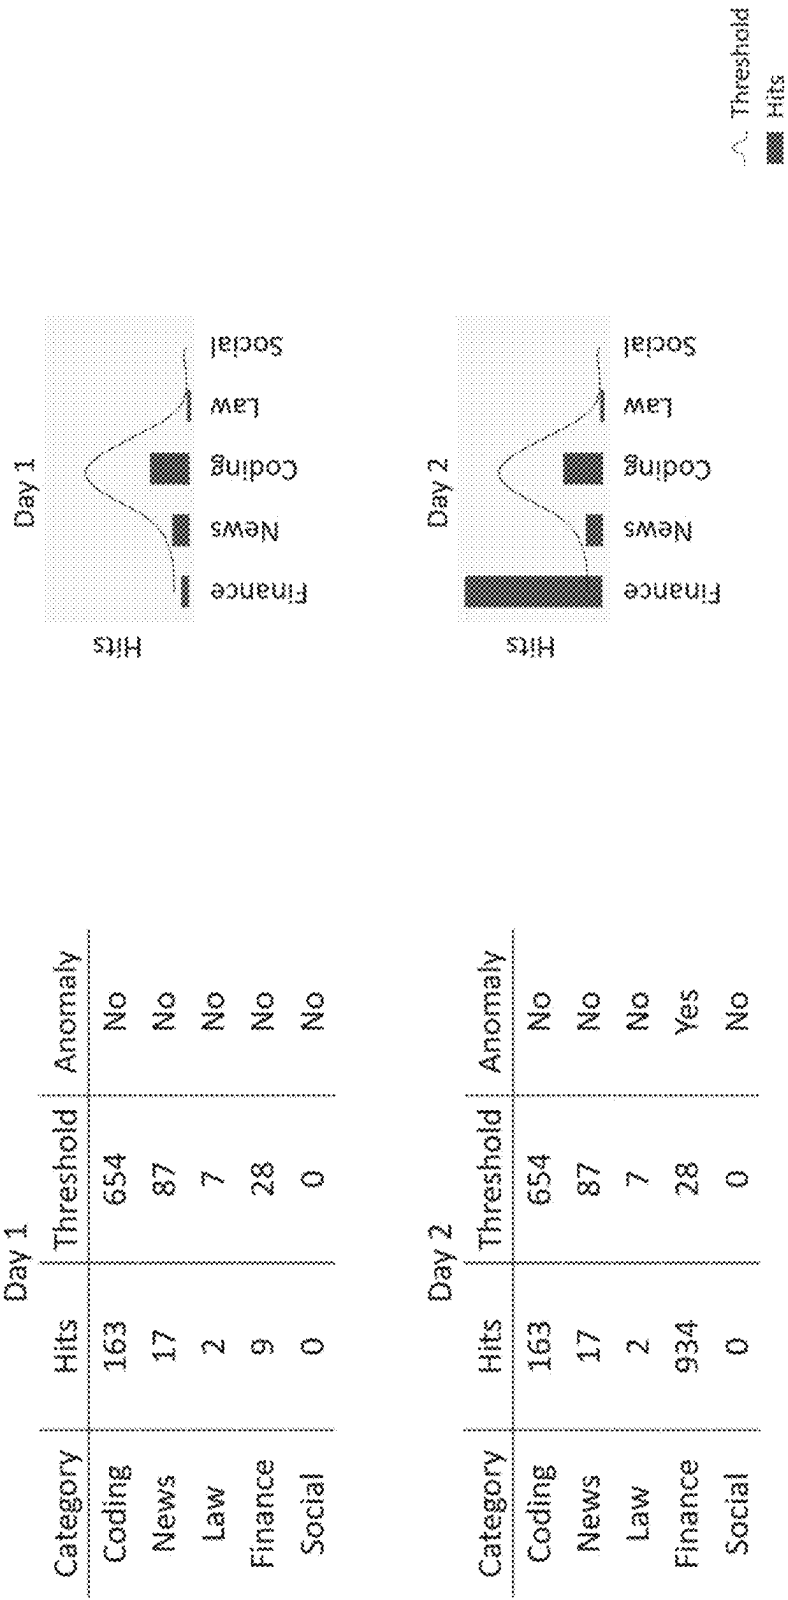 Day 1
Category Hits Threshold Anomaly
Coding 163 654 No
News 17 87 No
Law 2 7 No
Finance 9 28 No
Social 0 0 No
Day 2
Category Hits Threshold Anomaly
Coding 163 654 No
News 17 87 No
Law 2 7 No
Finance 934 28 Yes
Social 0 0 No
Day 1
Hits
Finance News Coding Law Social
Day 2
Hits
Finance News Coding Law Social
Threshold
Hits